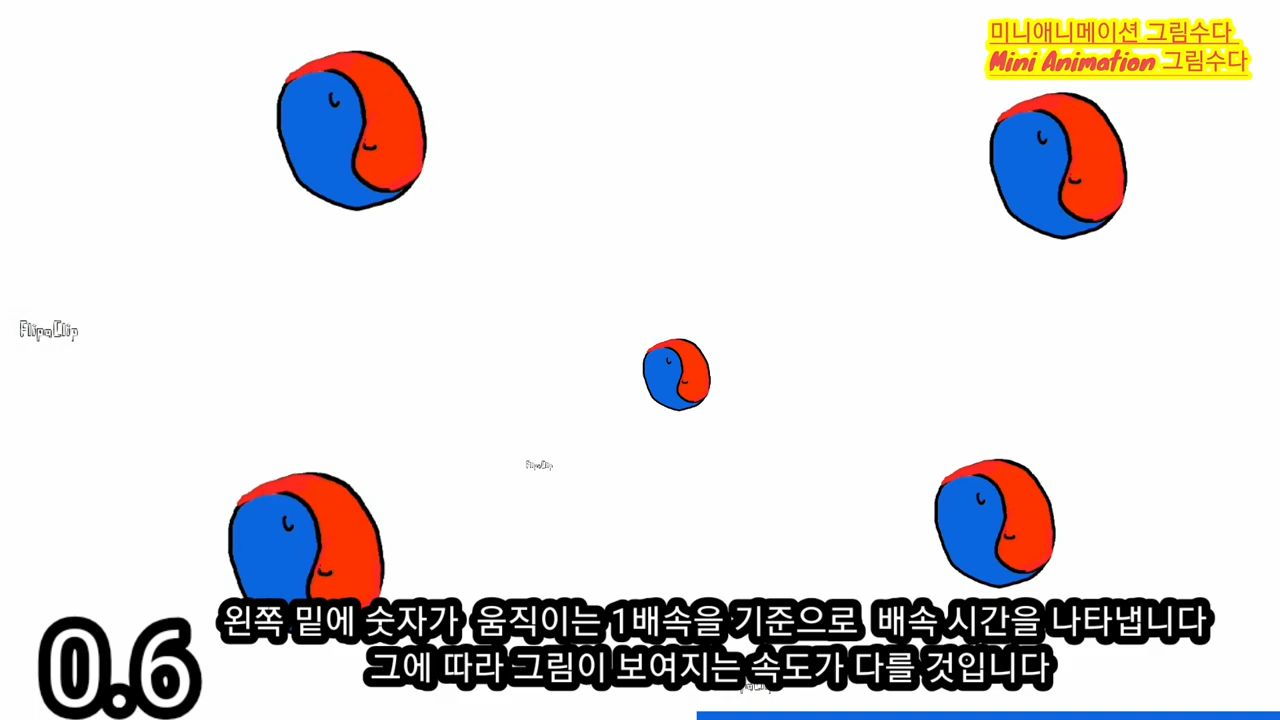 미니애니메이션 그림수다
Mini Animation 그림수다
FlipaClip
FlipaClip
왼쪽 밑에 숫자가 움직이는 1배속을 기준으로 배속 시간을 나타냅니다
그에 따라 그림이 보여지는 속도가 다를 것입니다
0.6